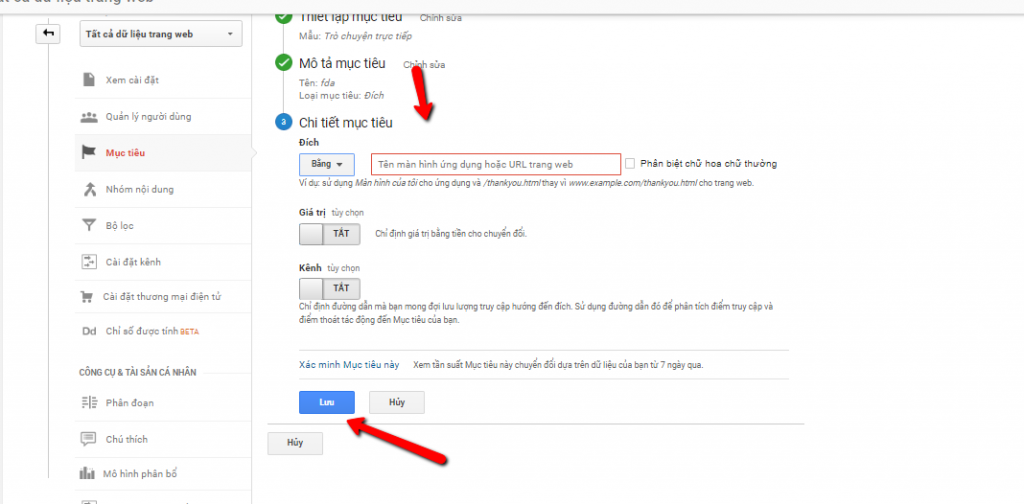 Tất cả dữ liệu trang web
Tất cả dữ liệu trang web
Xem cài đặt
Quản lý người dùng
Mục tiêu
Nhóm nội dung
Bộ lọc
Cài đặt kênh
Cài đặt thương mại điện tử
Dd Chỉ số được tính BETA
CÔNG CỤ & TÀI SẢN CÁ NHÂN
Phân đoạn
Chú thích
Mô hình phân bổ
Thiết lập mục tiêu Chỉnh sửa
Mẫu: Trò chuyện trực tiếp
Mô tả mục tiêu Chỉnh sửa
Tên: fda
Loại mục tiêu: Đích
3 Chi tiết mục tiêu
Đích
Bằng Tên màn hình ứng dụng hoặc URL trang web Phân biệt chữ hoa chữ thường
Ví dụ: sử dụng Màn hình của tôi cho ứng dụng và /thankyou.html thay vì www.example.com/thankyou.html cho trang web.
Giá trị tùy chọn
TẮT Chỉ định giá trị bằng tiền cho chuyển đổi.
Kênh tùy chọn
TẮT
Chỉ định đường dẫn mà bạn mong đợi lưu lượng truy cập hướng đến đích. Sử dụng đường dẫn đó để phân tích điểm truy cập và
điểm thoát tác động đến Mục tiêu của bạn.
Xác minh Mục tiêu này Xem tần suất Mục tiêu này chuyển đổi dựa trên dữ liệu của bạn từ 7 ngày qua.
Lưu Hủy
Hủy